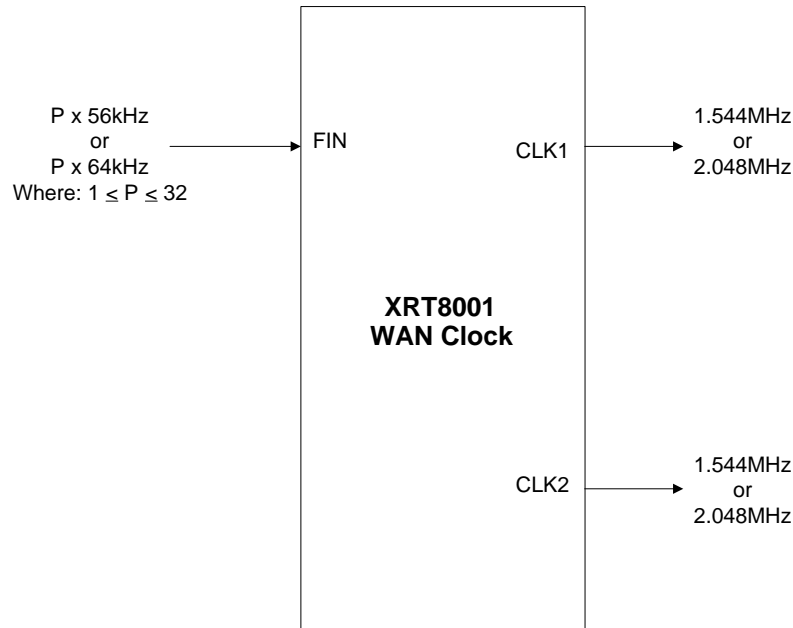 P x 56kHz
or
P x 64kHz
Where: 1 ≤ P ≤ 32
FIN
CLK1
1.544MHz
or
2.048MHz
XRT8001
WAN Clock
CLK2
1.544MHz
or
2.048MHz